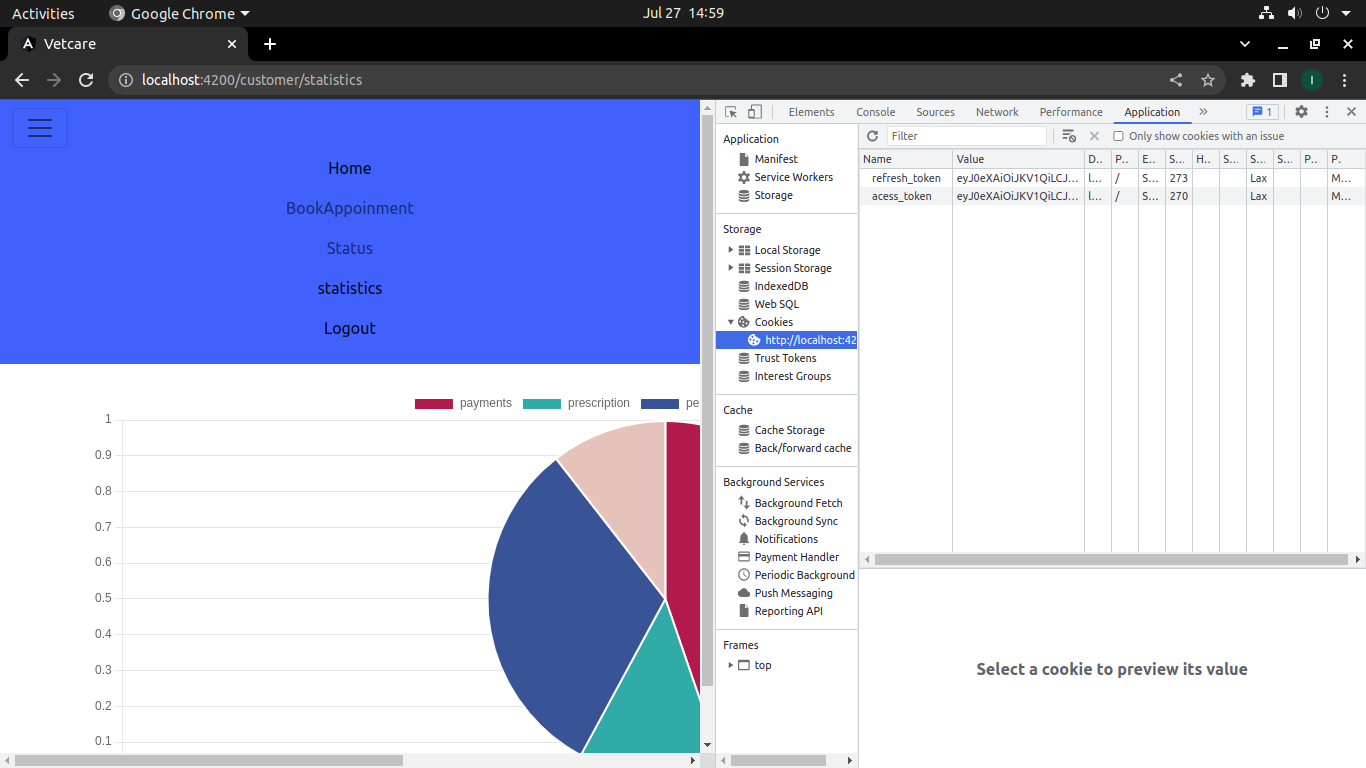 Activities Google Chrome Jul 27 14:59
Vetcare
localhost:4200/customer/statistics I
Home
BookAppoinment
Status
statistics
Logout
payments prescription pe
1
0.9
0.8
0.7
0.6
0.5
0.4
0.3
0.2
0.1
Elements Console Sources Network Performance Application » 1
Application
Manifest
Service Workers
Storage
Storage
Local Storage
Session Storage
IndexedDB
Web SQL
Cookies
http://localhost:42
Trust Tokens
Interest Groups
Cache
Cache Storage
Back/forward cache
Background Services
Background Fetch
Background Sync
Notifications
Payment Handler
Periodic Background
Push Messaging
Reporting API
Frames
top
Filter Only show cookies with an issue
Name Value D.. P.. E.. S... H.. S... S... S... P... P.
refresh_token eyJ0eXAiOiJKV1QiLCJ... l... / S... 273 Lax M...
acess_token eyJ0eXAiOiJKV1QiLCJ... l... / S... 270 Lax M...
Select a cookie to preview its value